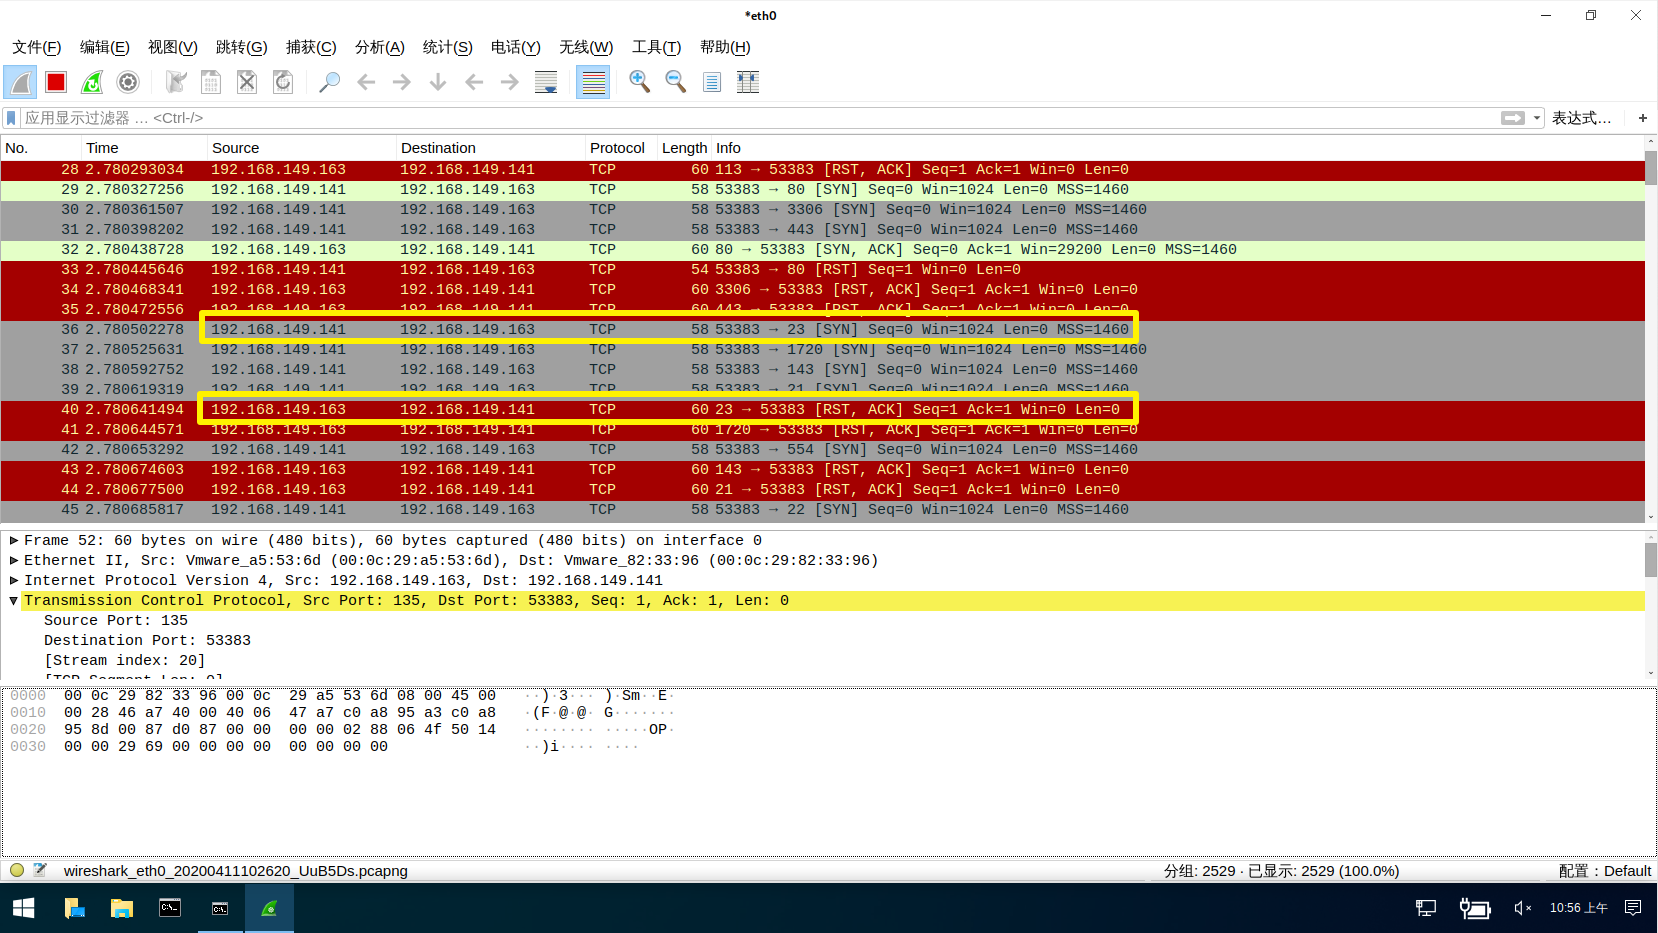 *eth0
文件(F) 编辑(E) 视图(V) 跳转(G) 捕获(C) 分析(A) 统计(S) 电话(Y) 无线(W) 工具(T) 帮助(H)
应用显示过滤器 … <Ctrl-/> 表达式… +
No. Time Source Destination Protocol Length Info
28 2.780293034 192.168.149.163 192.168.149.141 TCP 60 113 → 53383 [RST, ACK] Seq=1 Ack=1 Win=0 Len=0
29 2.780327256 192.168.149.141 192.168.149.163 TCP 58 53383 → 80 [SYN] Seq=0 Win=1024 Len=0 MSS=1460
30 2.780361507 192.168.149.141 192.168.149.163 TCP 58 53383 → 3306 [SYN] Seq=0 Win=1024 Len=0 MSS=1460
31 2.780398202 192.168.149.141 192.168.149.163 TCP 58 53383 → 443 [SYN] Seq=0 Win=1024 Len=0 MSS=1460
32 2.780438728 192.168.149.163 192.168.149.141 TCP 60 80 → 53383 [SYN, ACK] Seq=0 Ack=1 Win=29200 Len=0 MSS=1460
33 2.780445646 192.168.149.141 192.168.149.163 TCP 54 53383 → 80 [RST] Seq=1 Win=0 Len=0
34 2.780468341 192.168.149.163 192.168.149.141 TCP 60 3306 → 53383 [RST, ACK] Seq=1 Ack=1 Win=0 Len=0
35 2.780472556 192.168.149.163 192.168.149.141 TCP 60 443 → 53383 [RST, ACK] Seq=1 Ack=1 Win=0 Len=0
36 2.780502278 192.168.149.141 192.168.149.163 TCP 58 53383 → 23 [SYN] Seq=0 Win=1024 Len=0 MSS=1460
37 2.780525631 192.168.149.141 192.168.149.163 TCP 58 53383 → 1720 [SYN] Seq=0 Win=1024 Len=0 MSS=1460
38 2.780592752 192.168.149.141 192.168.149.163 TCP 58 53383 → 143 [SYN] Seq=0 Win=1024 Len=0 MSS=1460
39 2.780619319 192.168.149.141 192.168.149.163 TCP 58 53383 → 21 [SYN] Seq=0 Win=1024 Len=0 MSS=1460
40 2.780641494 192.168.149.163 192.168.149.141 TCP 60 23 → 53383 [RST, ACK] Seq=1 Ack=1 Win=0 Len=0
41 2.780644571 192.168.149.163 192.168.149.141 TCP 60 1720 → 53383 [RST, ACK] Seq=1 Ack=1 Win=0 Len=0
42 2.780653292 192.168.149.141 192.168.149.163 TCP 58 53383 → 554 [SYN] Seq=0 Win=1024 Len=0 MSS=1460
43 2.780674603 192.168.149.163 192.168.149.141 TCP 60 143 → 53383 [RST, ACK] Seq=1 Ack=1 Win=0 Len=0
44 2.780677500 192.168.149.163 192.168.149.141 TCP 60 21 → 53383 [RST, ACK] Seq=1 Ack=1 Win=0 Len=0
45 2.780685817 192.168.149.141 192.168.149.163 TCP 58 53383 → 22 [SYN] Seq=0 Win=1024 Len=0 MSS=1460
Frame 52: 60 bytes on wire (480 bits), 60 bytes captured (480 bits) on interface 0
Ethernet II, Src: Vmware_a5:53:6d (00:0c:29:a5:53:6d), Dst: Vmware_82:33:96 (00:0c:29:82:33:96)
Internet Protocol Version 4, Src: 192.168.149.163, Dst: 192.168.149.141
Transmission Control Protocol, Src Port: 135, Dst Port: 53383, Seq: 1, Ack: 1, Len: 0
Source Port: 135
Destination Port: 53383
[Stream index: 20]
[TCP Segment Len: 0]
0000 00 0c 29 82 33 96 00 0c 29 a5 53 6d 08 00 45 00 ··)·3··· )·Sm··E·
0010 00 28 46 a7 40 00 40 06 47 a7 c0 a8 95 a3 c0 a8 ·(F·@·@· G·······
0020 95 8d 00 87 d0 87 00 00 00 00 02 88 06 4f 50 14 ········ ·····OP·
0030 00 00 29 69 00 00 00 00 00 00 00 00 ··)i···· ····
wireshark_eth0_20200411102620_UuB5Ds.pcapng 分组: 2529 · 已显示: 2529 (100.0%) 配置：Default
10:56 上午